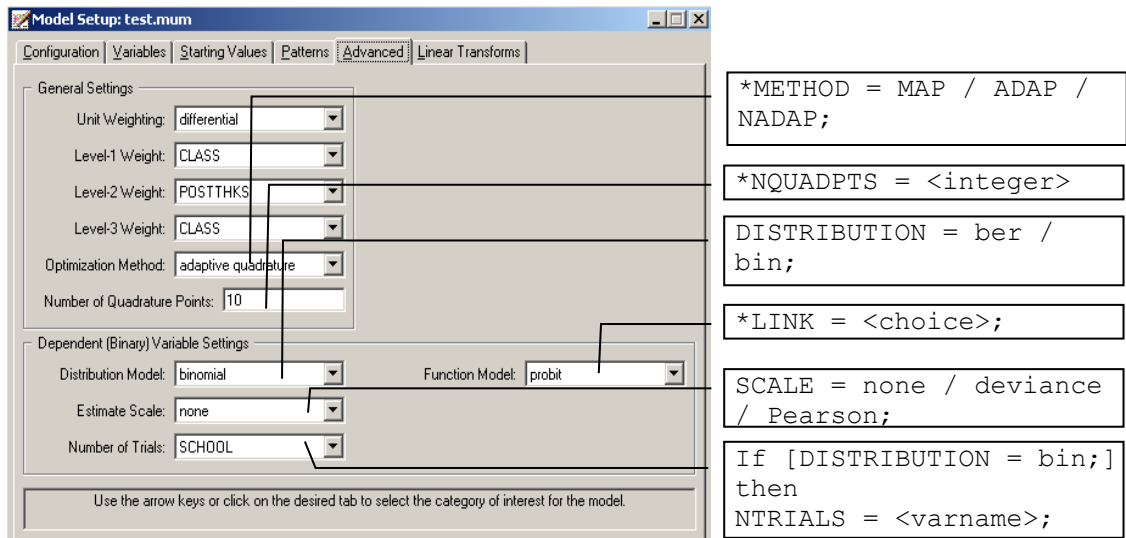 Model Setup: test.mum
Configuration Variables Starting Values Patterns Advanced Linear Transforms
General Settings
Unit Weighting: differential
Level-1 Weight: CLASS
Level-2 Weight: POSTTHKS
Level-3 Weight: CLASS
Optimization Method: adaptive quadrature
Number of Quadrature Points: 10
Dependent (Binary) Variable Settings
Distribution Model: binomial
Function Model: probit
Estimate Scale: none
Number of Trials: SCHOOL
Use the arrow keys or click on the desired tab to select the category of interest for the model.
*METHOD = MAP / ADAP /
NADAP;
*NQUADPTS = <integer>
DISTRIBUTION = ber /
bin;
*LINK = <choice>;
SCALE = none / deviance
/ Pearson;
If [DISTRIBUTION = bin;]
then
NTRIALS = <varname>;